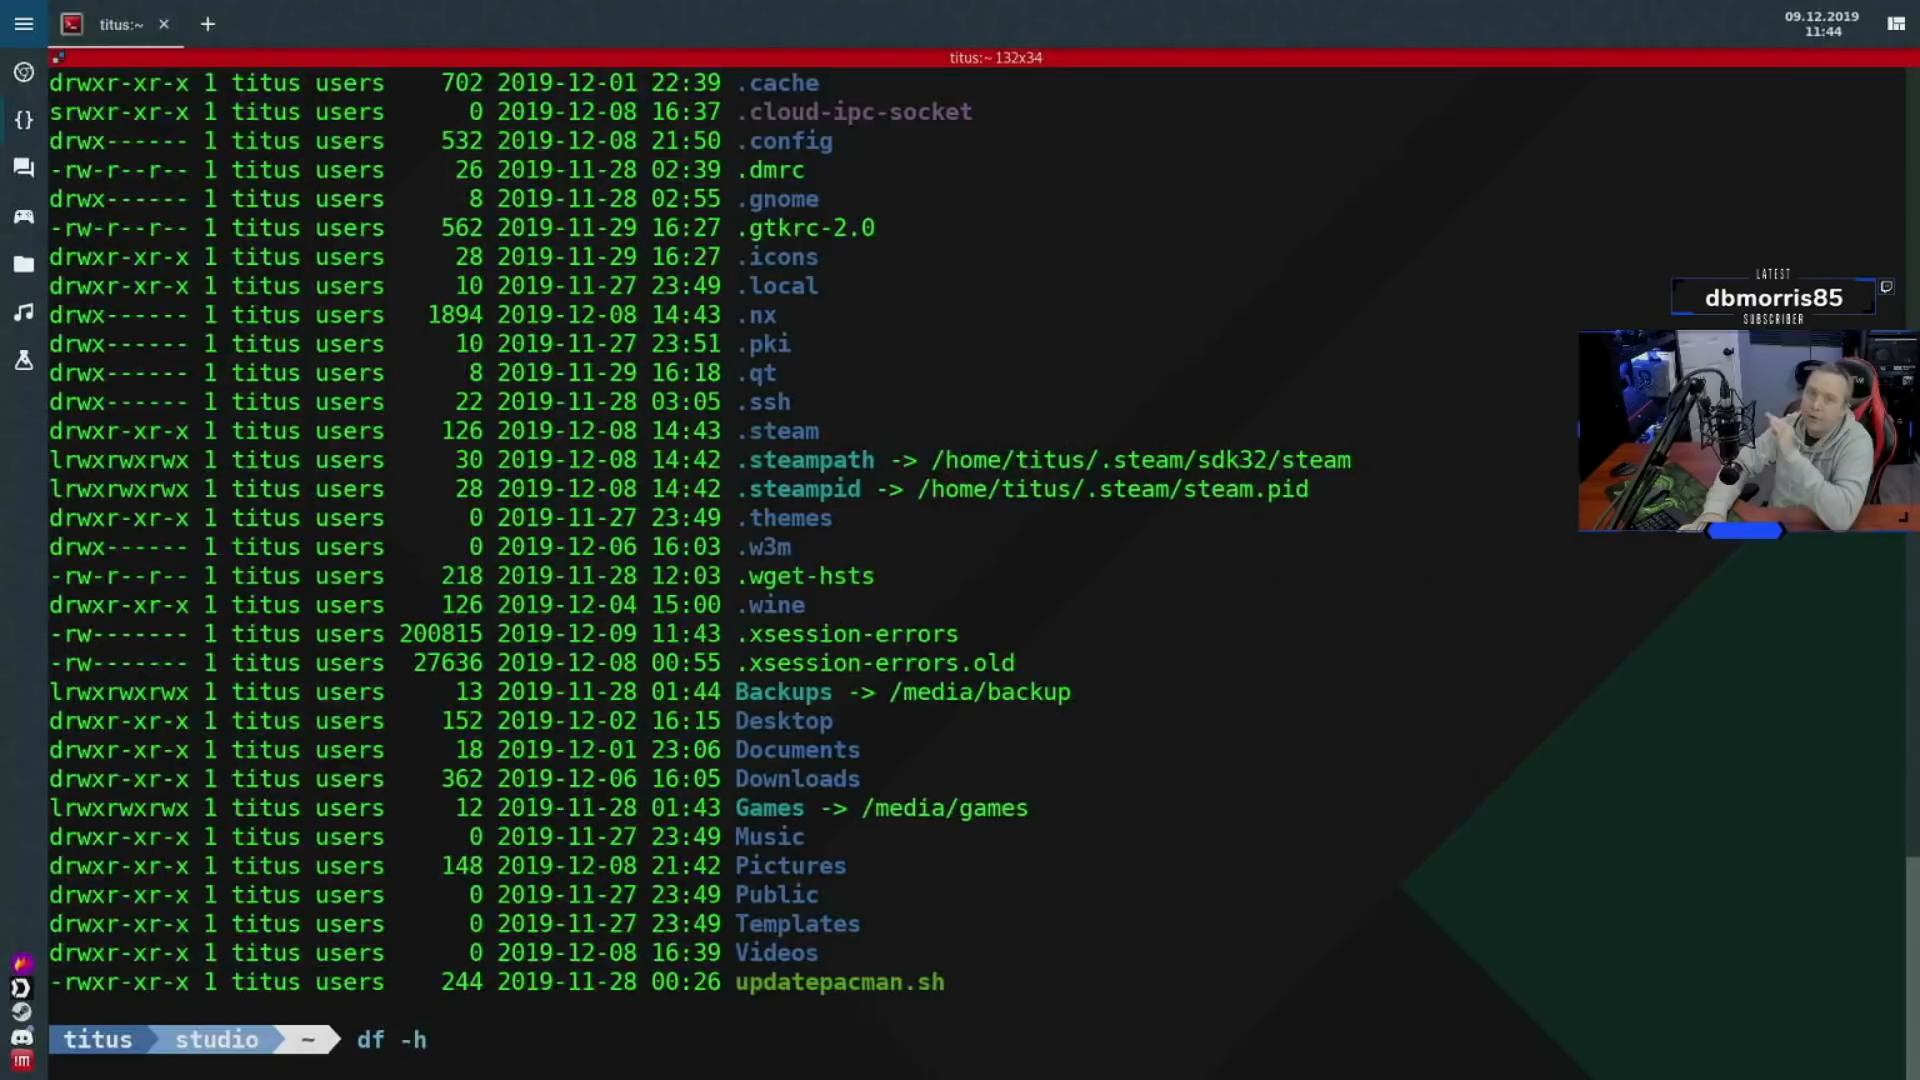 titus:~
09.12.2019
11:44
titus:~ 132x34
drwxr-xr-x 1 titus users 702 2019-12-01 22:39 .cache
srwxr-xr-x 1 titus users 0 2019-12-08 16:37 .cloud-ipc-socket
drwx------ 1 titus users 532 2019-12-08 21:50 .config
-rw-r--r-- 1 titus users 26 2019-11-28 02:39 .dmrc
drwx------ 1 titus users 8 2019-11-28 02:55 .gnome
-rw-r--r-- 1 titus users 562 2019-11-29 16:27 .gtkrc-2.0
drwxr-xr-x 1 titus users 28 2019-11-29 16:27 .icons
drwxr-xr-x 1 titus users 10 2019-11-27 23:49 .local
drwx------ 1 titus users 1894 2019-12-08 14:43 .nx
drwx------ 1 titus users 10 2019-11-27 23:51 .pki
drwx------ 1 titus users 8 2019-11-29 16:18 .qt
drwx------ 1 titus users 22 2019-11-28 03:05 .ssh
drwxr-xr-x 1 titus users 126 2019-12-08 14:43 .steam
lrwxrwxrwx 1 titus users 30 2019-12-08 14:42 .steampath -> /home/titus/.steam/sdk32/steam
lrwxrwxrwx 1 titus users 28 2019-12-08 14:42 .steampid -> /home/titus/.steam/steam.pid
drwxr-xr-x 1 titus users 0 2019-11-27 23:49 .themes
drwx------ 1 titus users 0 2019-12-06 16:03 .w3m
-rw-r--r-- 1 titus users 218 2019-11-28 12:03 .wget-hsts
drwxr-xr-x 1 titus users 126 2019-12-04 15:00 .wine
-rw------- 1 titus users 200815 2019-12-09 11:43 .xsession-errors
-rw------- 1 titus users 27636 2019-12-08 00:55 .xsession-errors.old
lrwxrwxrwx 1 titus users 13 2019-11-28 01:44 Backups -> /media/backup
drwxr-xr-x 1 titus users 152 2019-12-02 16:15 Desktop
drwxr-xr-x 1 titus users 18 2019-12-01 23:06 Documents
drwxr-xr-x 1 titus users 362 2019-12-06 16:05 Downloads
lrwxrwxrwx 1 titus users 12 2019-11-28 01:43 Games -> /media/games
drwxr-xr-x 1 titus users 0 2019-11-27 23:49 Music
drwxr-xr-x 1 titus users 148 2019-12-08 21:42 Pictures
drwxr-xr-x 1 titus users 0 2019-11-27 23:49 Public
drwxr-xr-x 1 titus users 0 2019-11-27 23:49 Templates
drwxr-xr-x 1 titus users 0 2019-12-08 16:39 Videos
-rwxr-xr-x 1 titus users 244 2019-11-28 00:26 updatepacman.sh
titus studio ~ df -h
LATEST
dbmorris85
SUBSCRIBER
!m